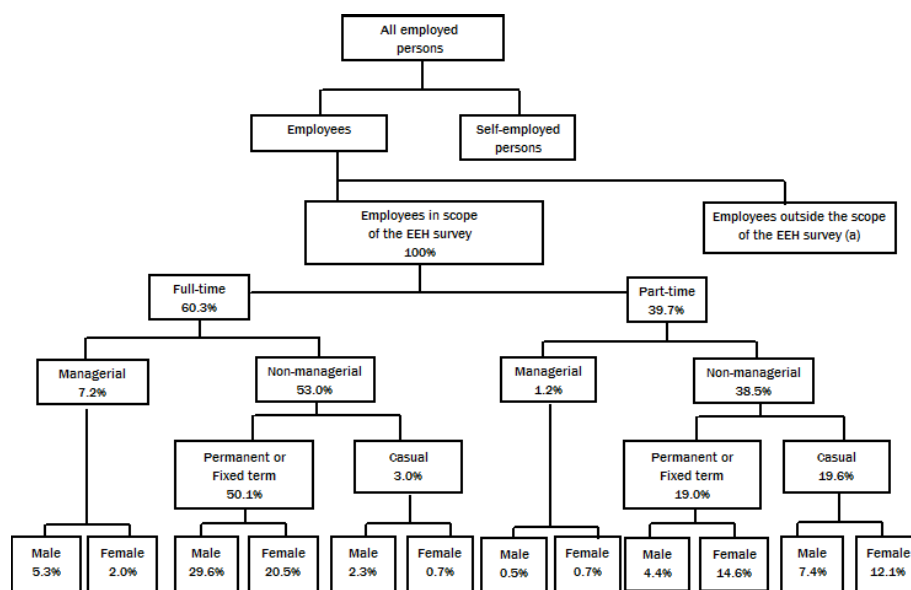 All employed
persons
Employees
Self-employed
persons
Employees in scope
of the EEH survey
100%
Employees outside the scope
of the EEH survey (a)
Full-time
60.3%
Part-time
39.7%
Managerial
7.2%
Non-managerial
53.0%
Managerial
1.2%
Non-managerial
38.5%
Permanent or
Fixed term
50.1%
Casual
3.0%
Permanent or
Fixed term
19.0%
Casual
19.6%
Male
5.3%
Female
2.0%
Male
29.6%
Female
20.5%
Male
2.3%
Female
0.7%
Male
0.5%
Female
0.7%
Male
4.4%
Female
14.6%
Male
7.4%
Female
12.1%